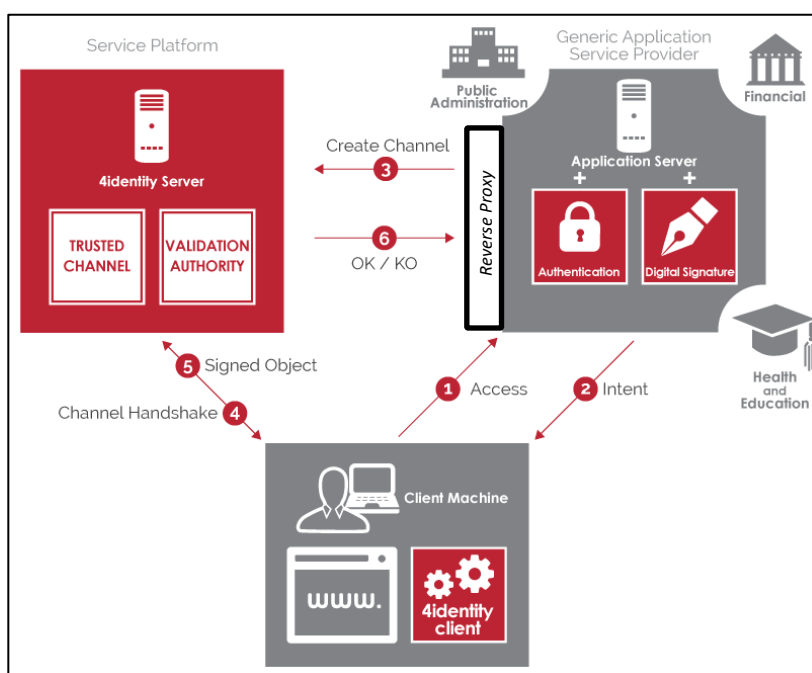 Service Platform
Generic Application
Service Provider
Public
Administration
Financial
4identity Server
TRUSTED
CHANNEL
VALIDATION
AUTHORITY
Create Channel
3
6
OK / KO
Reverse Proxy
Application Server
+ +
Authentication
Digital Signature
5 Signed Object
Channel Handshake 4
1 Access
2 Intent
Health
and
Education
Client Machine
www.
4identity
client